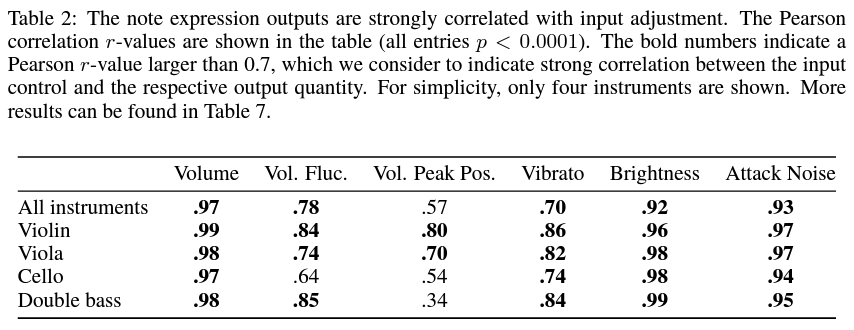 Table 2: The note expression outputs are strongly correlated with input adjustment. The Pearson
correlation r-values are shown in the table (all entries p < 0.0001). The bold numbers indicate a
Pearson r-value larger than 0.7, which we consider to indicate strong correlation between the input
control and the respective output quantity. For simplicity, only four instruments are shown. More
results can be found in Table 7.
Volume Vol. Fluc. Vol. Peak Pos. Vibrato Brightness Attack Noise
All instruments .97 .78 .57 .70 .92 .93
Violin .99 .84 .80 .86 .96 .97
Viola .98 .74 .70 .82 .98 .97
Cello .97 .64 .54 .74 .98 .94
Double bass .98 .85 .34 .84 .99 .95